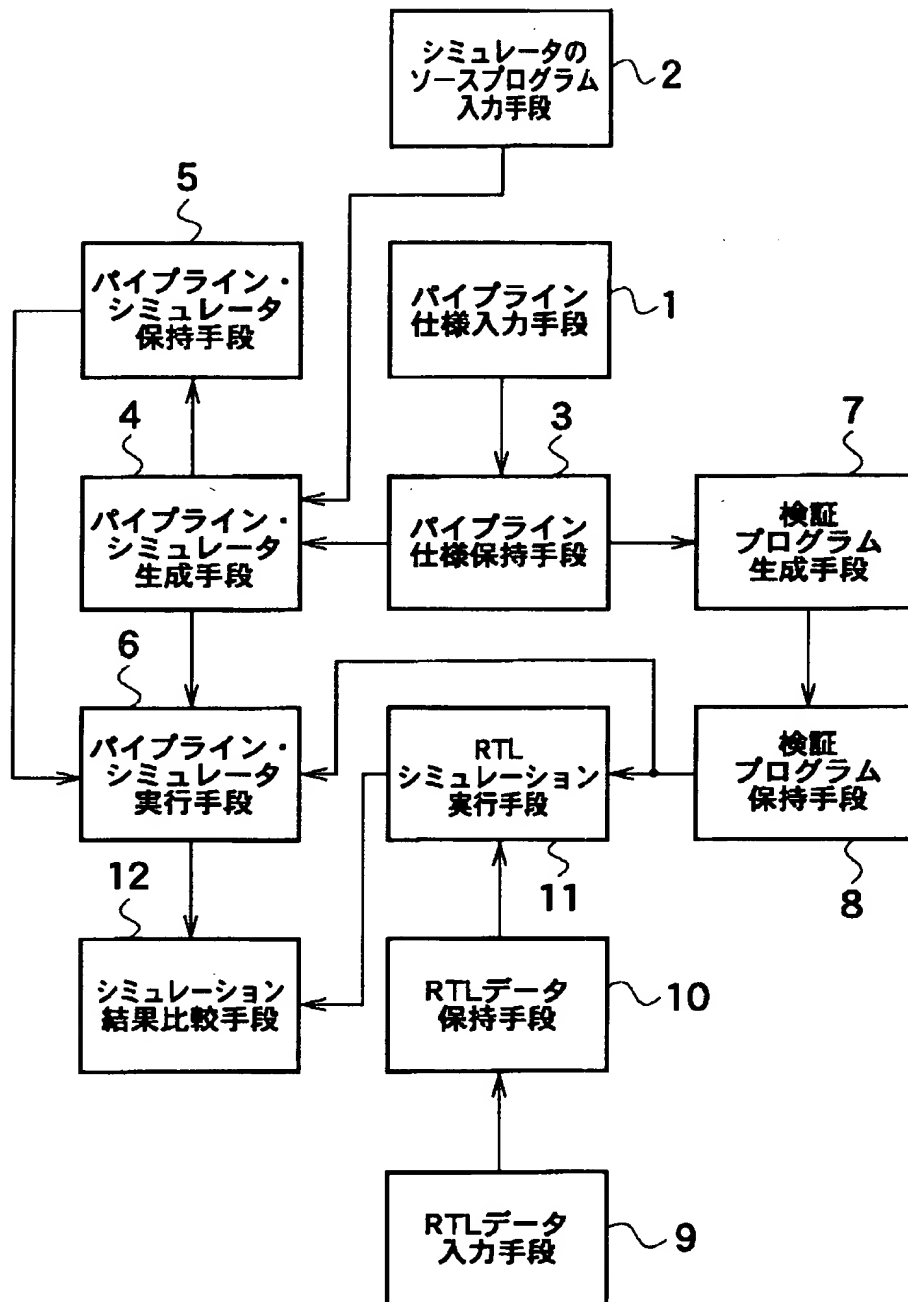 シミュレータの
ソースプログラム
入力手段
2
5
パイプライン・
シミュレータ
保持手段
パイプライン
仕様入力手段
1
4
パイプライン・
シミュレータ
生成手段
3
パイプライン
仕様保持手段
7
検証
プログラム
生成手段
6
パイプライン・
シミュレータ
実行手段
RTL
シミュレーション
実行手段
11
検証
プログラム
保持手段
8
12
シミュレーション
結果比較手段
RTLデータ
保持手段
10
RTLデータ
入力手段
9